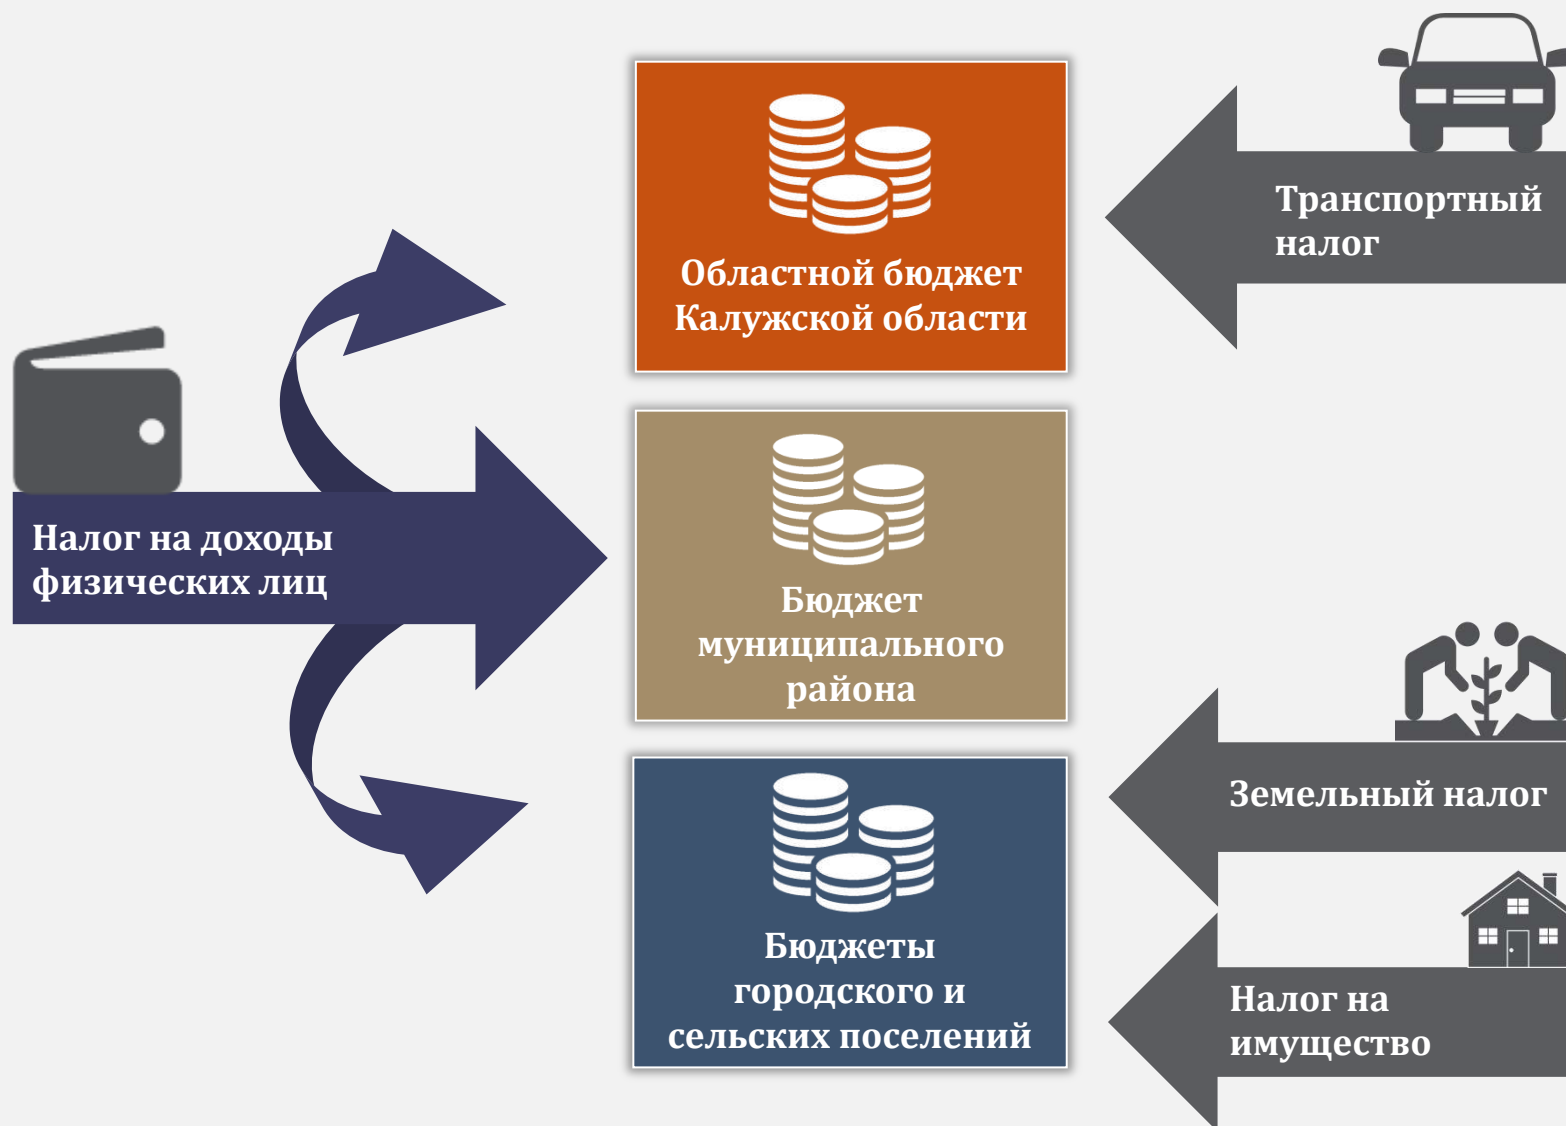 Областной бюджет
Калужской области
Транспортный
налог
Налог на доходы
физических лиц
Бюджет
муниципального
района
Земельный налог
Бюджеты
городского и
сельских поселений
Налог на
имущество